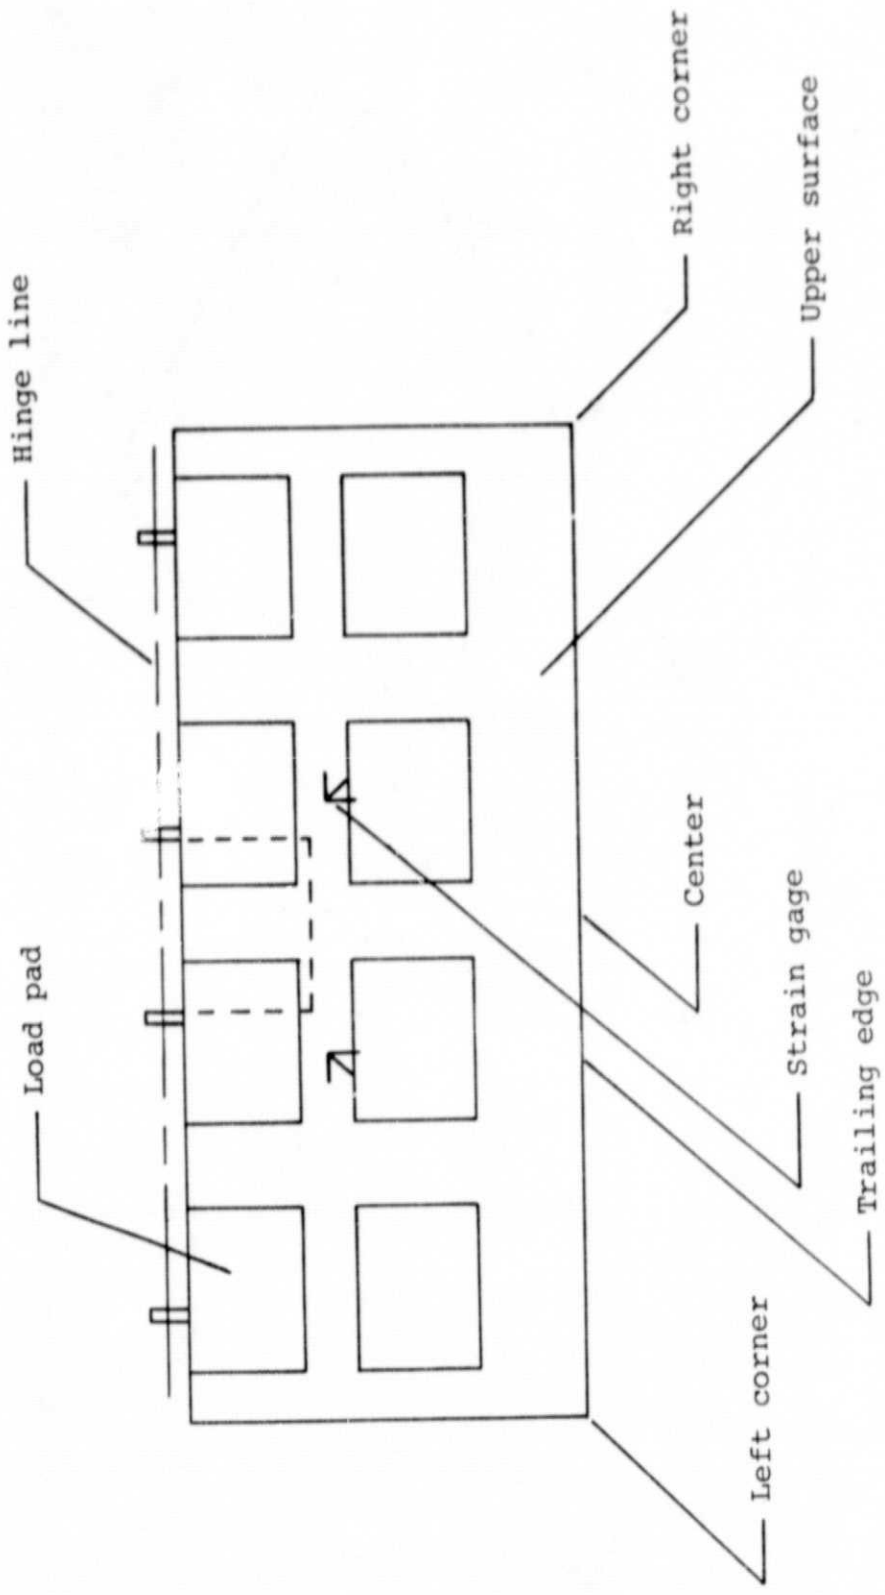 Load pad
Hinge line
Left corner
Trailing edge
Strain gage
Center
Upper surface
Right corner